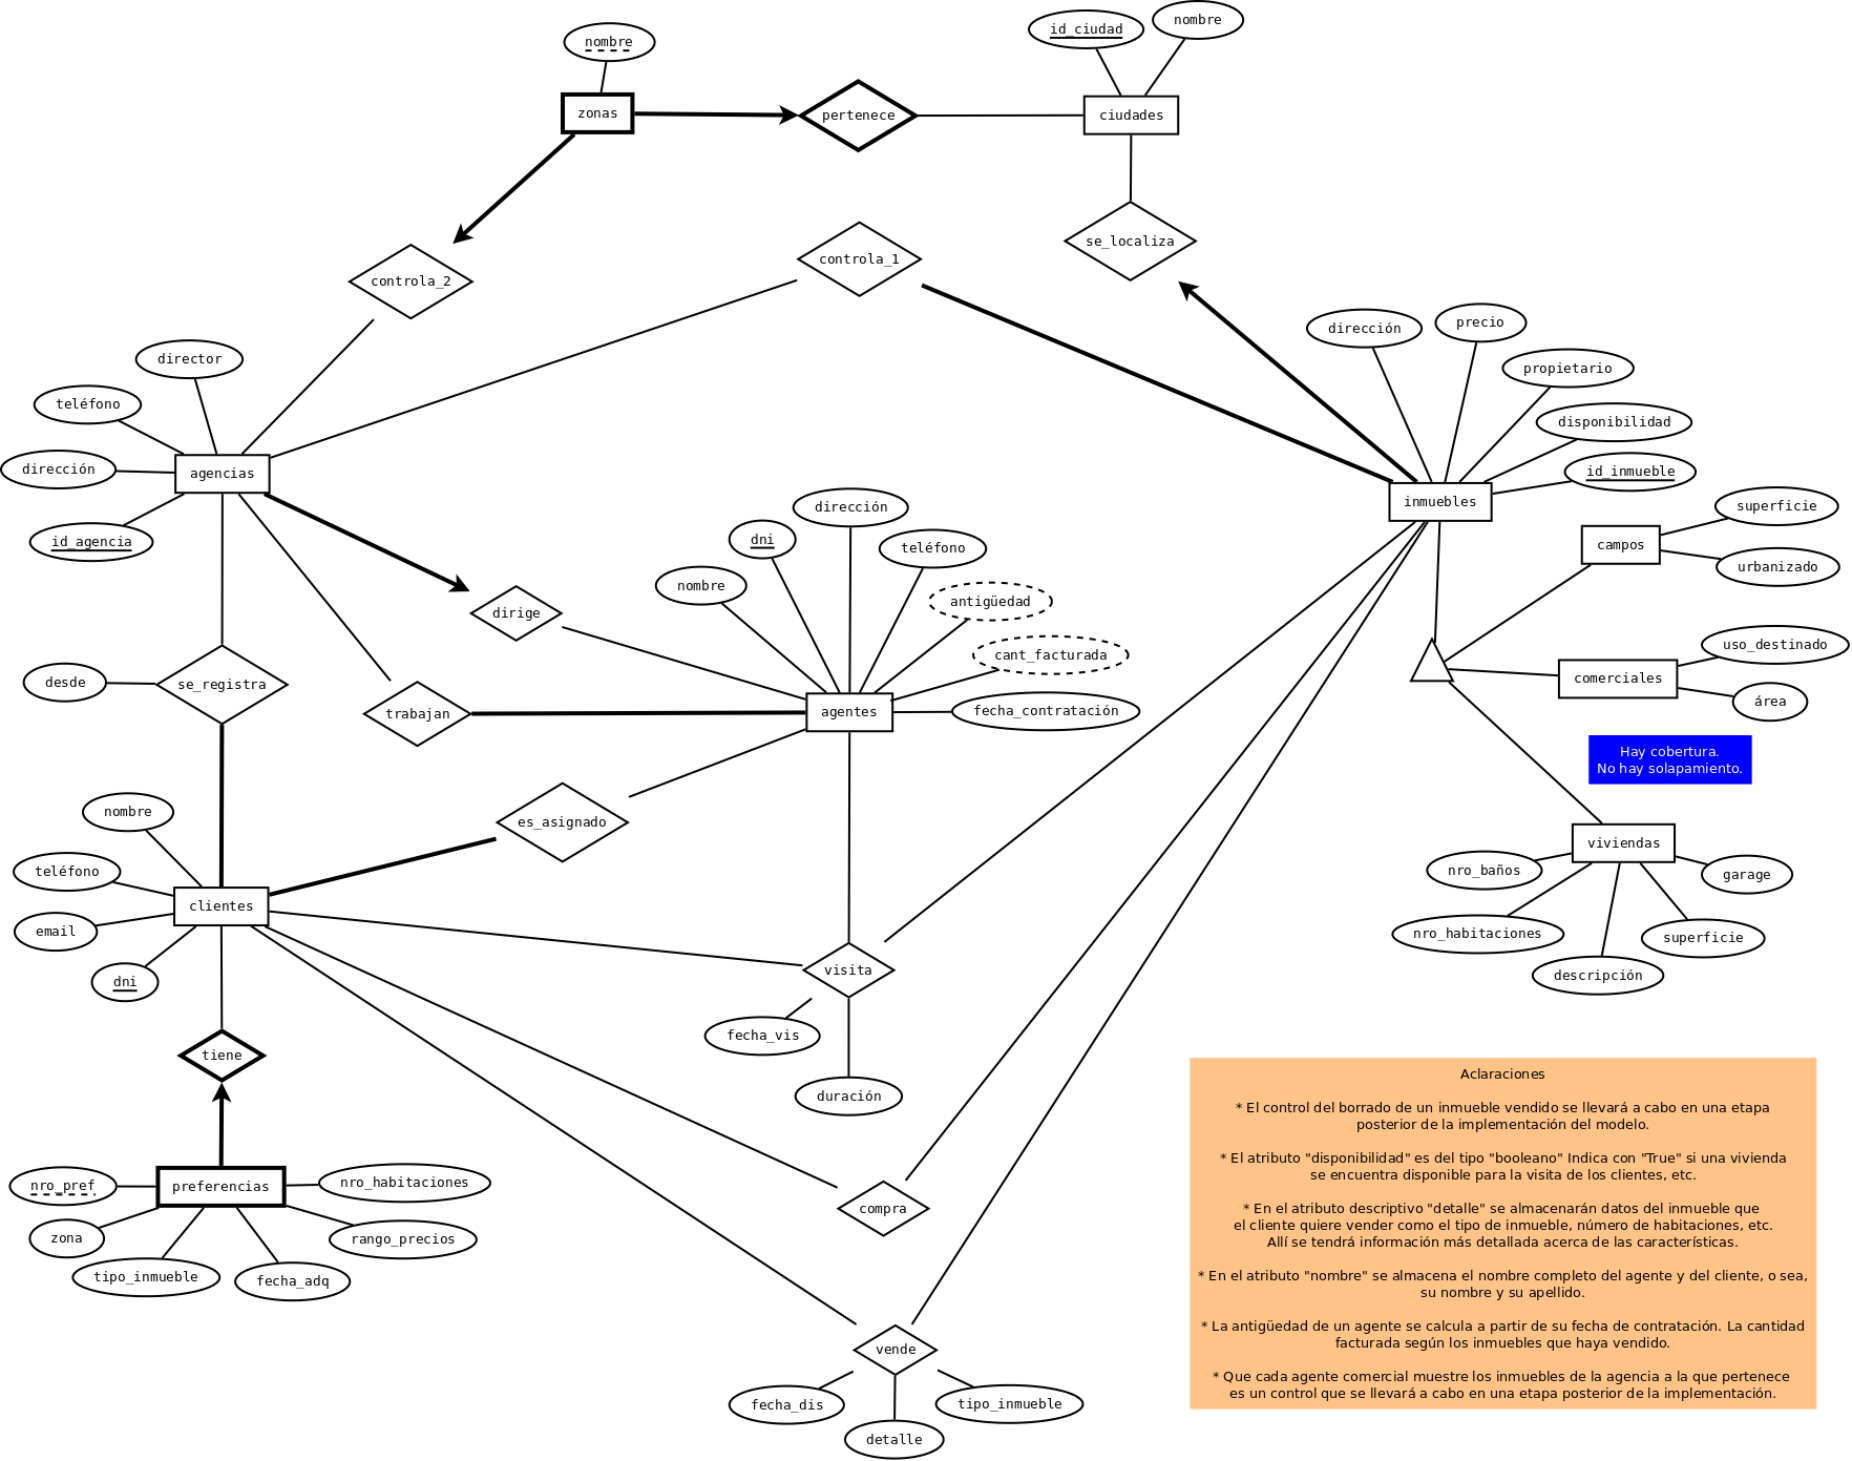 id_ciudad
nombre
nombre
zonas
pertenece
ciudades
se_localiza
controla_1
controla_2
dirección
precio
propietario
disponibilidad
id_inmueble
director
teléfono
dirección
agencias
id_agencia
inmuebles
superficie
campos
urbanizado
dirección
dni
teléfono
nombre
antigüedad
cant_facturada
fecha_contratación
dirige
uso_destinado
comerciales
área
desde
se_registra
trabajan
agentes
Hay cobertura.
No hay solapamiento.
nombre
es_asignado
viviendas
nro_baños
garage
teléfono
clientes
email
nro_habitaciones
superficie
dni
visita
descripción
fecha_vis
tiene
duración
Aclaraciones
* El control del borrado de un inmueble vendido se llevará a cabo en una etapa
posterior de la implementación del modelo.
* El atributo "disponibilidad" es del tipo "booleano" Indica con "True" si una vivienda
se encuentra disponible para la visita de los clientes, etc.
* En el atributo descriptivo "detalle" se almacenarán datos del inmueble que
el cliente quiere vender como el tipo de inmueble, número de habitaciones, etc.
Allí se tendrá información más detallada acerca de las características.
* En el atributo "nombre" se almacena el nombre completo del agente y del cliente, o sea,
su nombre y su apellido.
* La antigüedad de un agente se calcula a partir de su fecha de contratación. La cantidad
facturada según los inmuebles que haya vendido.
* Que cada agente comercial muestre los inmuebles de la agencia a la que pertenece
es un control que se llevará a cabo en una etapa posterior de la implementación.
nro_pref
preferencias
nro_habitaciones
zona
rango_precios
tipo_inmueble
fecha_adq
compra
vende
fecha_dis
tipo_inmueble
detalle